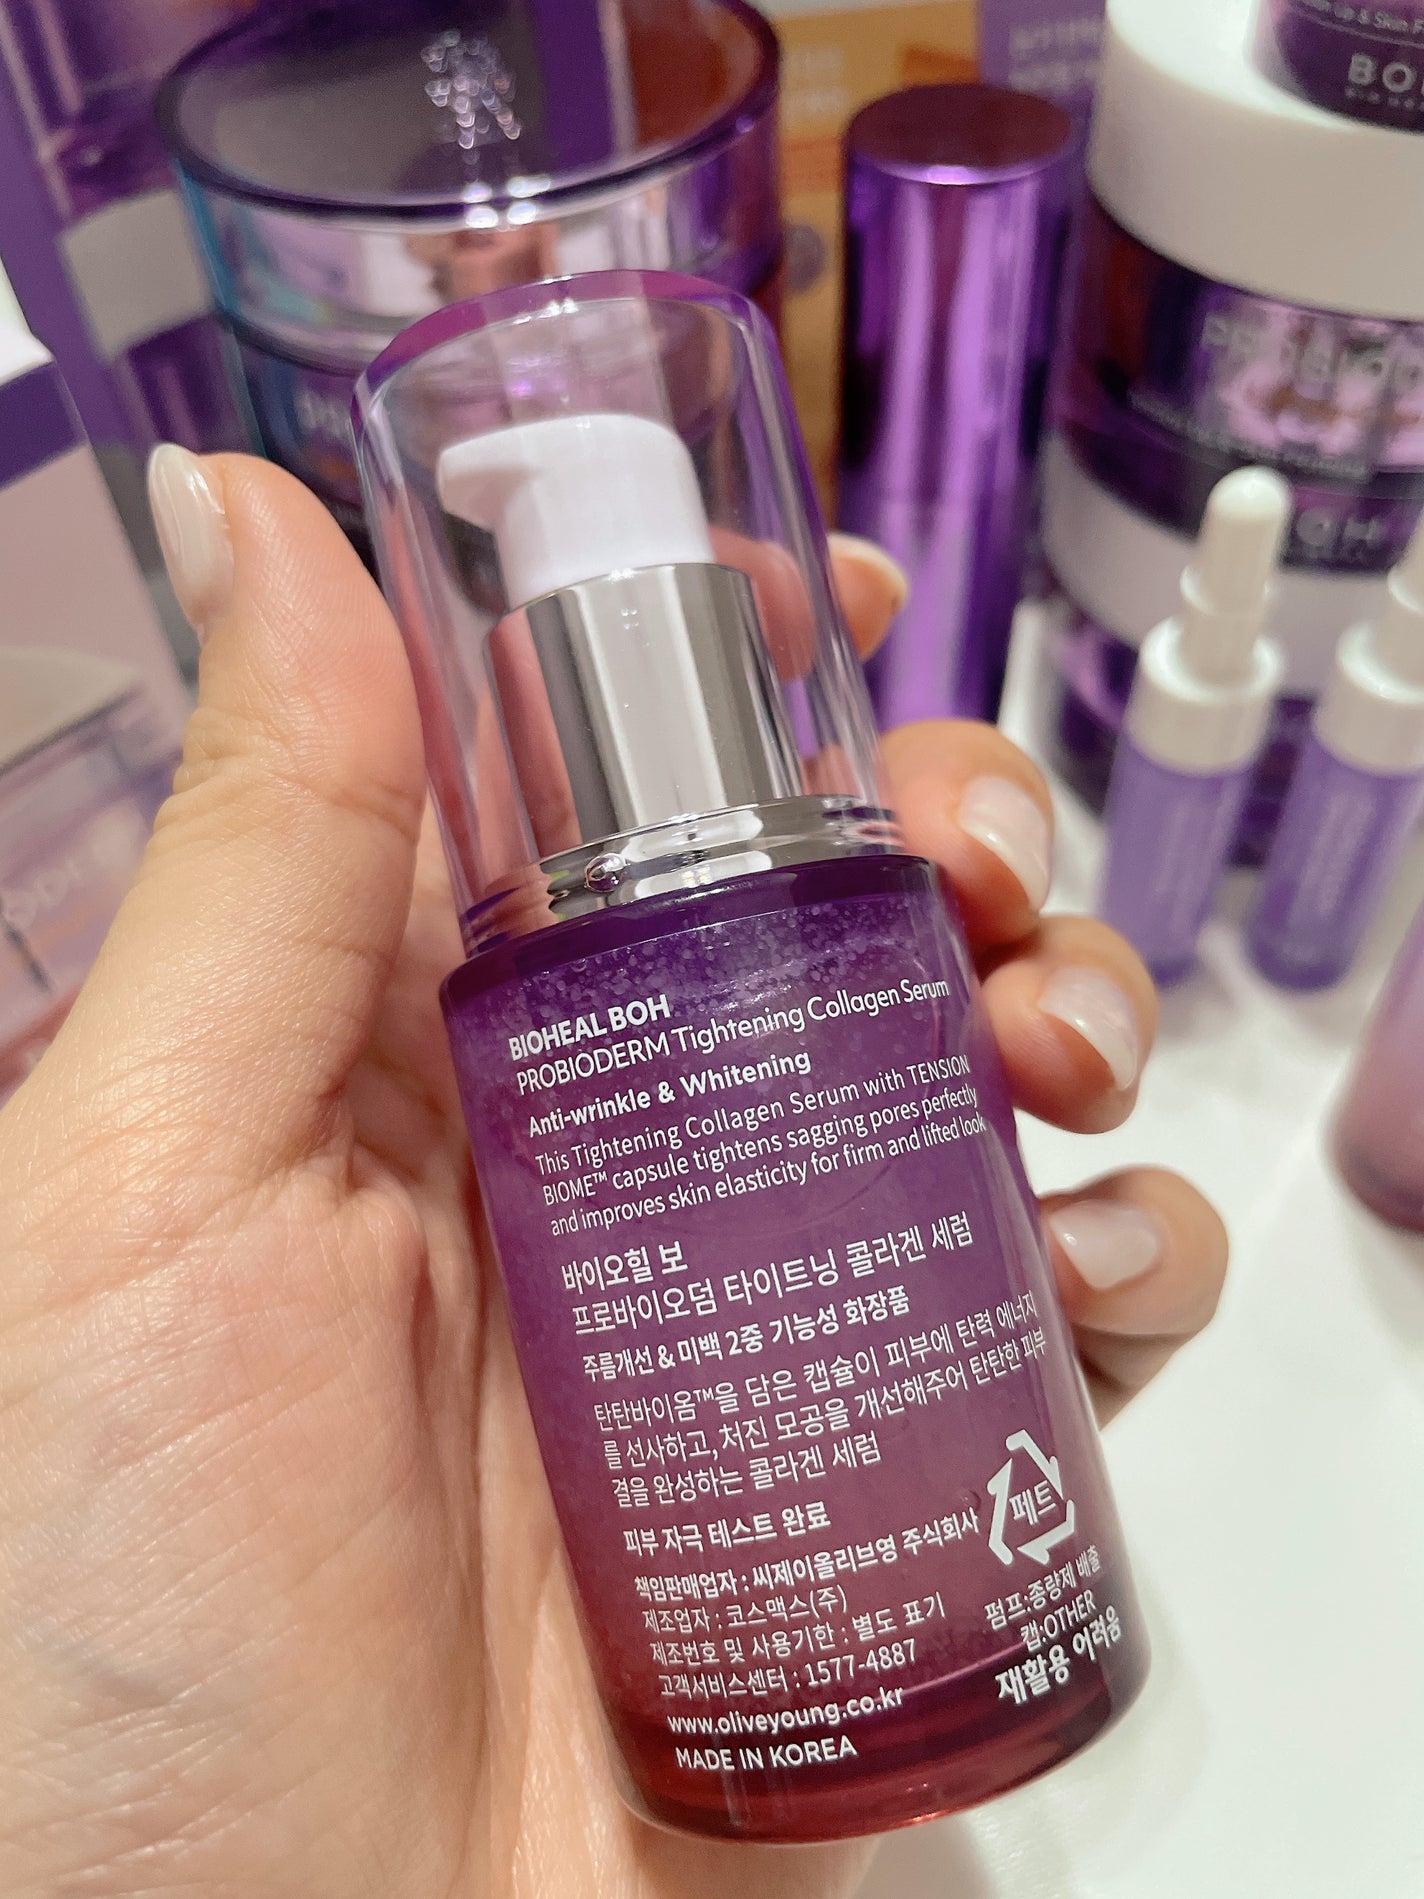 BIOHEAL BOH
PROBIODERM Tightening Collagen Serum
Anti-wrinkle & Whitening
This Tightening Collagen Serum with TENSION
BIOME™ capsule tightens sagging pores perfectly
and improves skin elasticity for firm and lifted look
바이오힐 보
프로바이오덤 타이트닝 콜라겐 세럼
주름개선 & 미백 2중 기능성 화장품
탄탄바이옴™을 담은 캡슐이 피부에 탄력 에너지
를 선사하고, 처진 모공을 개선해주어 탄탄한 피부
결을 완성하는 콜라겐 세럼
피부 자극 테스트 완료
책임판매업자 : 씨제이올리브영 주식회사
제조업자 : 코스맥스(주)
제조번호 및 사용기한 : 별도 표기
고객서비스센터 : 1577-4887
www.oliveyoung.co.kr
MADE IN KOREA
페트
펌프:종량제 배출
캡:OTHER
재활용 어려움